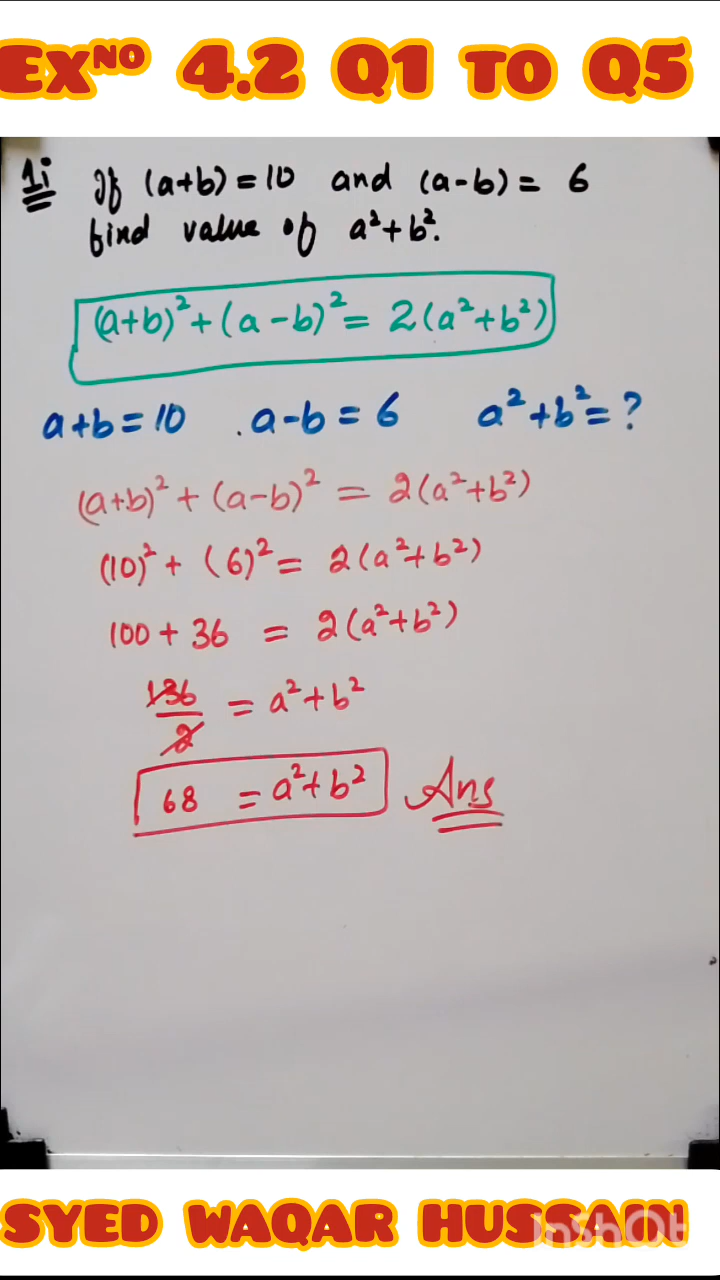 Exᴺᴼ 4.2 Q1 TO Q5
1i If (a+b) = 10 and (a-b) = 6
find value of a²+b².
(a+b)² + (a-b)² = 2(a²+b²)
a+b = 10 . a-b = 6 a²+b² = ?
(a+b)² + (a-b)² = 2(a²+b²)
(10)² + (6)² = 2(a²+b²)
100 + 36 = 2(a²+b²)
136/2 = a²+b²
68 = a²+b² Ans
SYED WAQAR HUSSAIN
InShOt